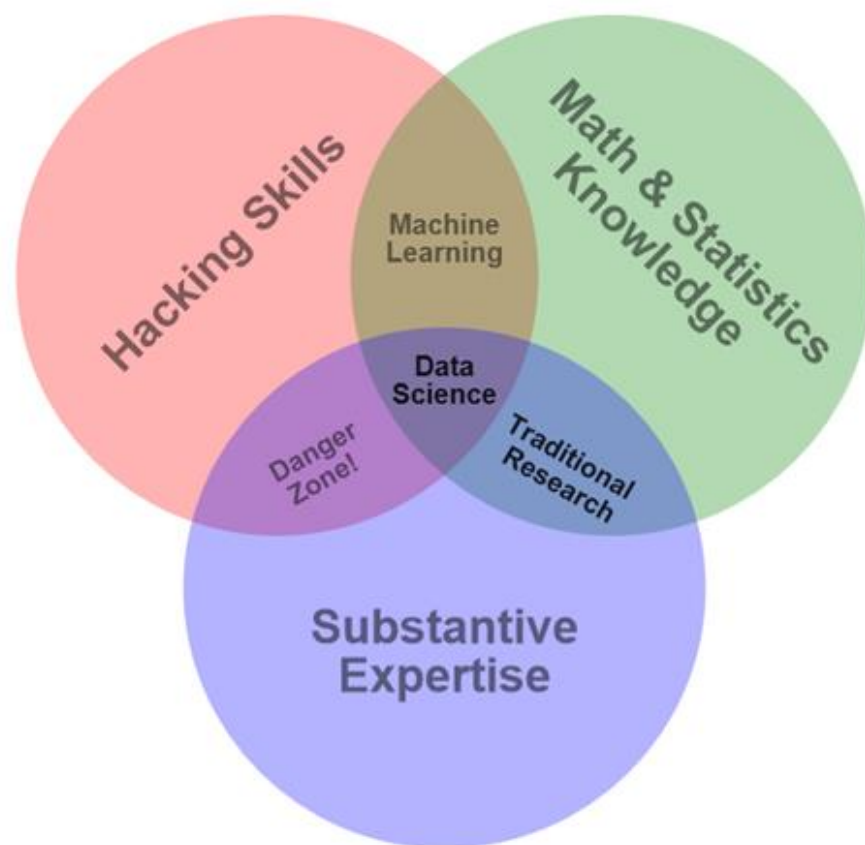 Hacking Skills
Math & Statistics
Knowledge
Machine
Learning
Data
Science
Danger
Zone!
Traditional
Research
Substantive
Expertise